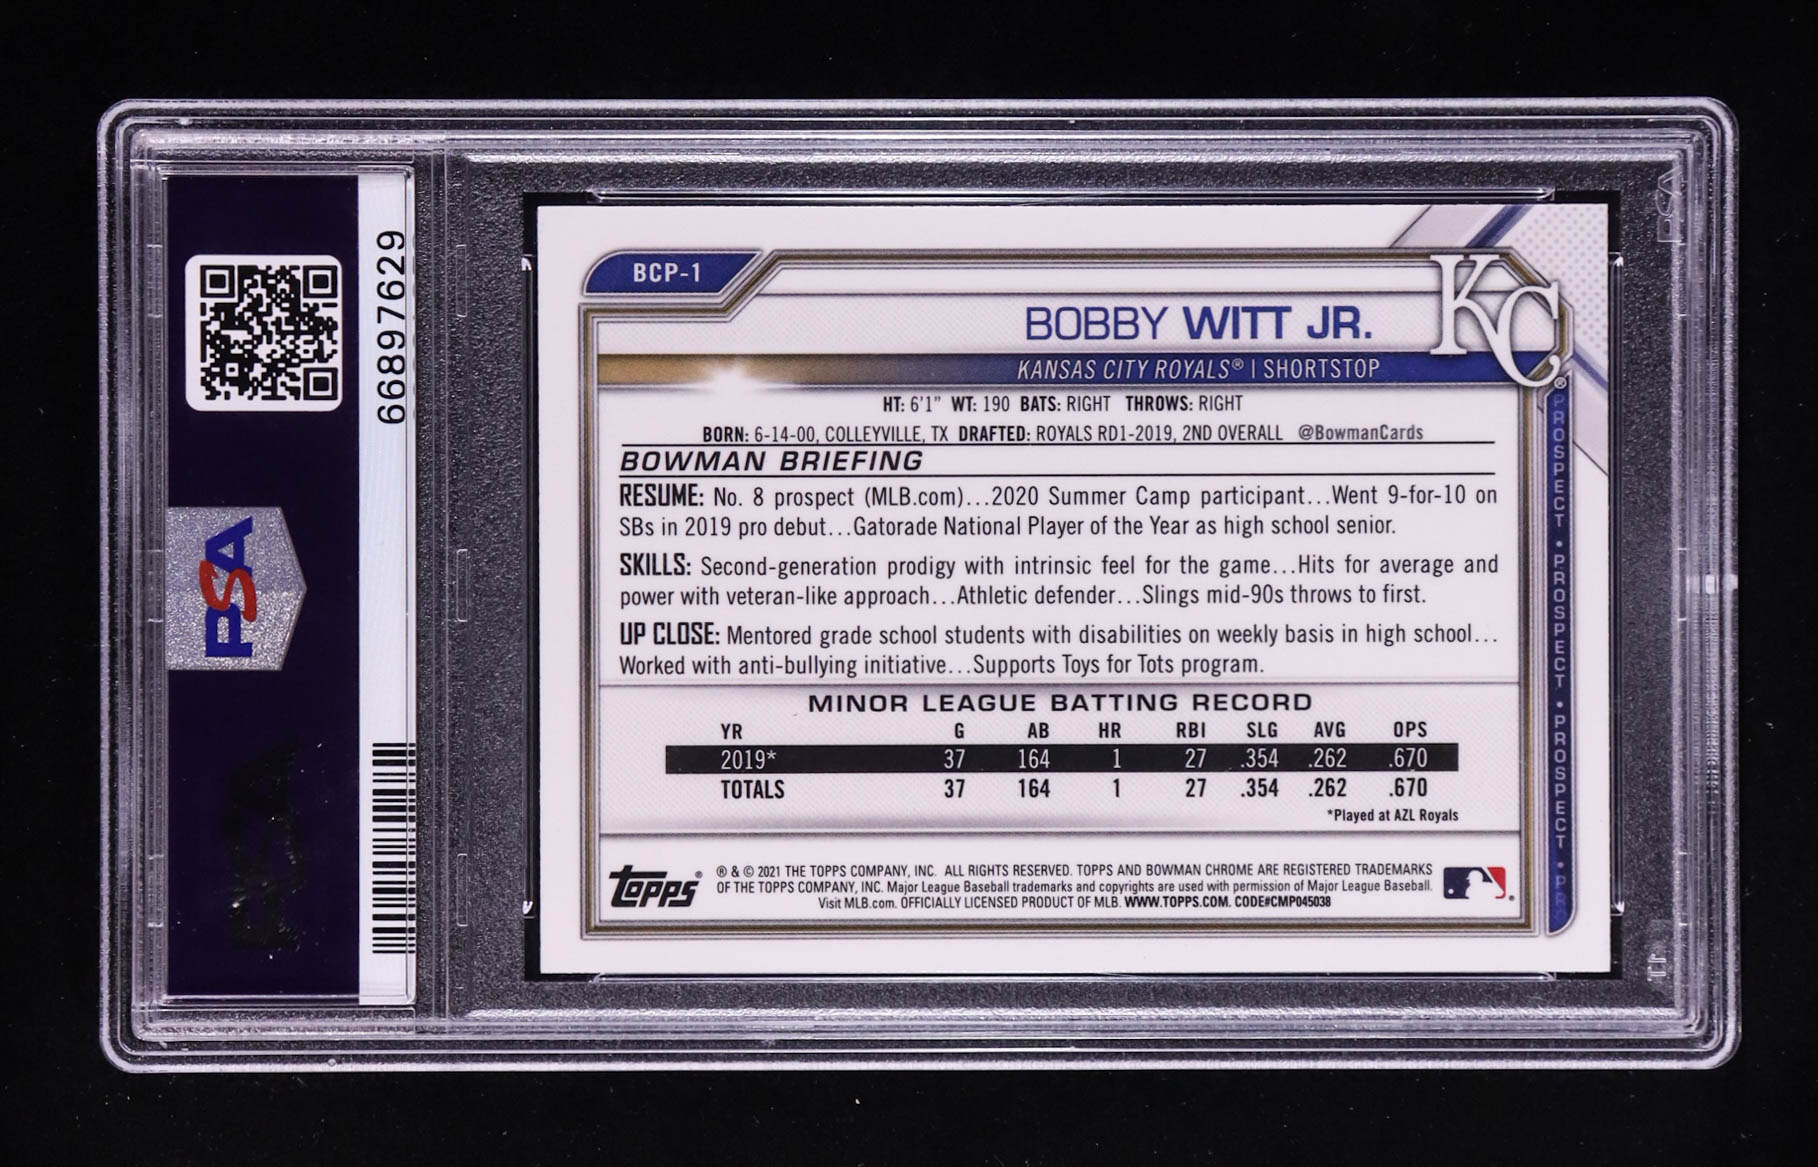 66897629
PSA
BCP-1
BOBBY WITT JR.
KC®
KANSAS CITY ROYALS® | SHORTSTOP
HT: 6'1" WT: 190 BATS: RIGHT THROWS: RIGHT
BORN: 6-14-00, COLLEYVILLE, TX DRAFTED: ROYALS RD1-2019, 2ND OVERALL @BowmanCards
BOWMAN BRIEFING
RESUME: No. 8 prospect (MLB.com)...2020 Summer Camp participant...Went 9-for-10 on
SBs in 2019 pro debut...Gatorade National Player of the Year as high school senior.
SKILLS: Second-generation prodigy with intrinsic feel for the game...Hits for average and
power with veteran-like approach...Athletic defender...Slings mid-90s throws to first.
UP CLOSE: Mentored grade school students with disabilities on weekly basis in high school...
Worked with anti-bullying initiative...Supports Toys for Tots program.
MINOR LEAGUE BATTING RECORD
YR G AB HR RBI SLG AVG OPS
2019* 37 164 1 27 .354 .262 .670
TOTALS 37 164 1 27 .354 .262 .670
*Played at AZL Royals
TOPPS® ® & © 2021 THE TOPPS COMPANY, INC. ALL RIGHTS RESERVED. TOPPS AND BOWMAN CHROME ARE REGISTERED TRADEMARKS
OF THE TOPPS COMPANY, INC. Major League Baseball trademarks and copyrights are used with permission of Major League Baseball.
Visit MLB.com. OFFICIALLY LICENSED PRODUCT OF MLB. WWW.TOPPS.COM. CODE#CMP045038
PROSPECT • PROSPECT • PROSPECT • PR
PSA
PSA